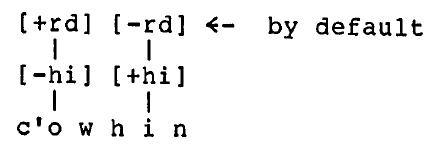 [+rd] [-rd] <- by default
[-hi] [+hi]
c'o w h i n